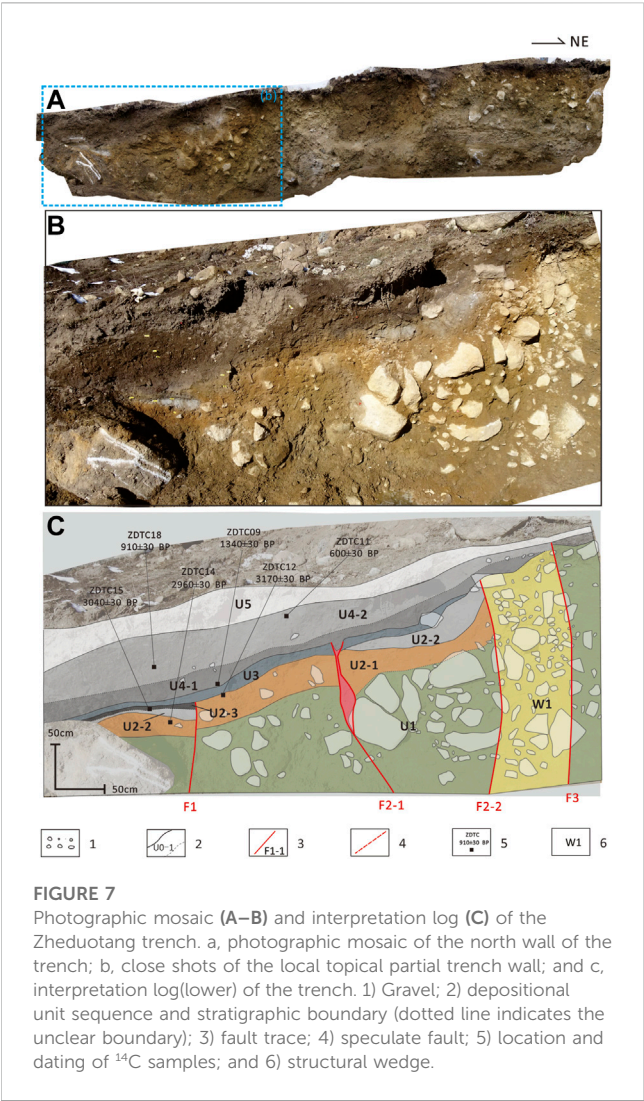 NE
A
(b)
B
C
ZDTC18
910±30 BP
ZDTC09
1340±30 BP
ZDTC11
600±30 BP
ZDTC15
3040±30 BP
ZDTC14
2960±30 BP
ZDTC12
3170±30 BP
U5
U4-2
U2-2
U3
U4-1
U2-1
U2-3
U2-2
U1
W1
50cm
50cm
F1
F2-1
F2-2
F3
1
U0-1
2
F1-1
3
4
ZDTC
910±30 BP
5
W1
6
FIGURE 7
Photographic mosaic (A–B) and interpretation log (C) of the
Zheduotang trench. a, photographic mosaic of the north wall of the
trench; b, close shots of the local topical partial trench wall; and c,
interpretation log(lower) of the trench. 1) Gravel; 2) depositional
unit sequence and stratigraphic boundary (dotted line indicates the
unclear boundary); 3) fault trace; 4) speculate fault; 5) location and
dating of ¹⁴C samples; and 6) structural wedge.